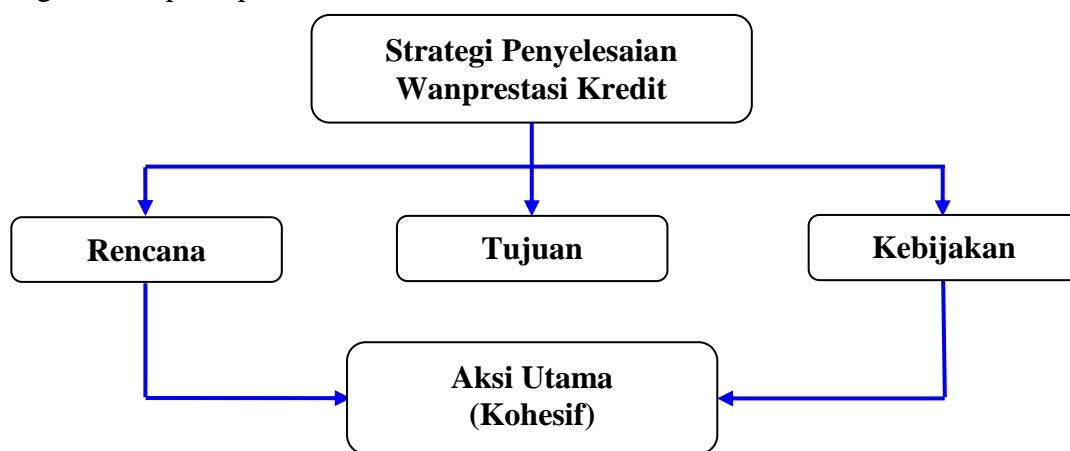 Strategi Penyelesaian
Wanprestasi Kredit
Rencana
Tujuan
Kebijakan
Aksi Utama
(Kohesif)